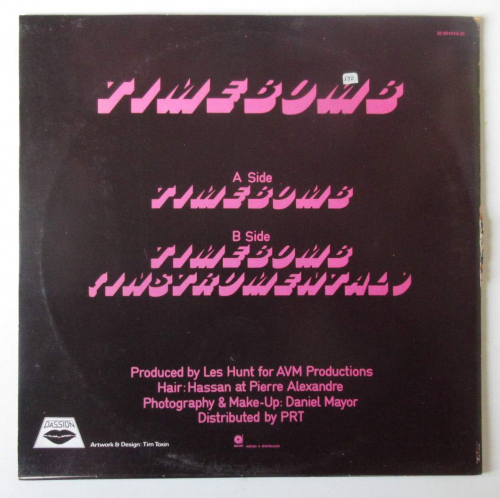 TIMEBOMB
A Side
TIMEBOMB
B Side
TIMEBOMB
(INSTRUMENTAL)
Produced by Les Hunt for AVM Productions
Hair: Hassan at Pierre Alexandre
Photography & Make-Up: Daniel Mayor
Distributed by PRT
PASSION
Artwork & Design: Tim Toxin